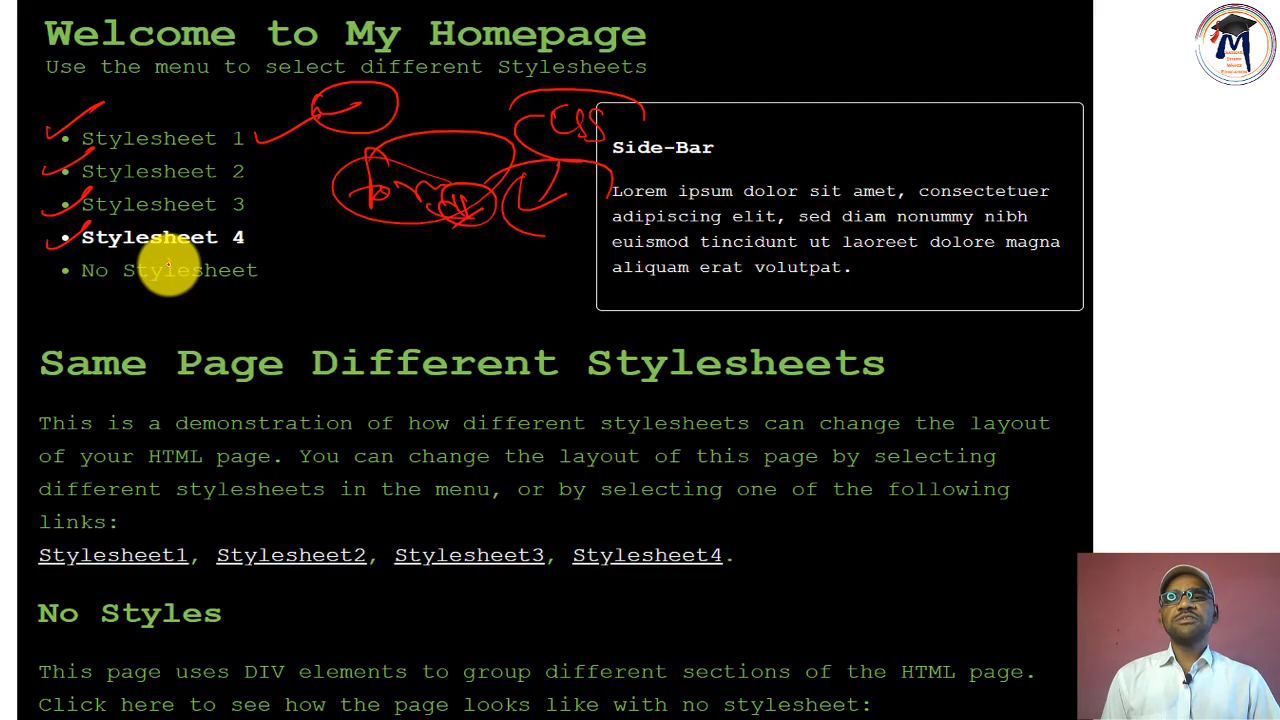 Welcome to My Homepage
Use the menu to select different Stylesheets
Stylesheet 1
Stylesheet 2
Stylesheet 3
Stylesheet 4
No Stylesheet
CSS
Side-Bar
Lorem ipsum dolor sit amet, consectetuer
adipiscing elit, sed diam nonummy nibh
euismod tincidunt ut laoreet dolore magna
aliquam erat volutpat.
Same Page Different Stylesheets
This is a demonstration of how different stylesheets can change the layout
of your HTML page. You can change the layout of this page by selecting
different stylesheets in the menu, or by selecting one of the following
links:
Stylesheet1, Stylesheet2, Stylesheet3, Stylesheet4.
No Styles
This page uses DIV elements to group different sections of the HTML page.
Click here to see how the page looks like with no stylesheet: